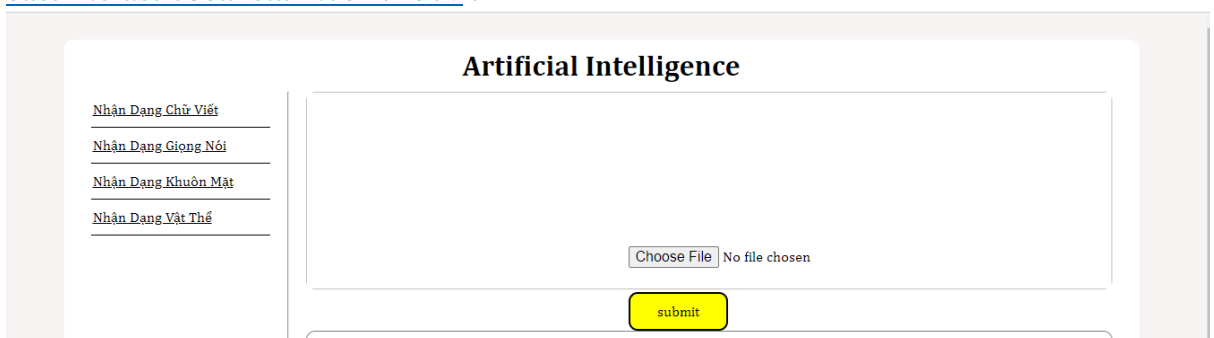 Artificial Intelligence
Nhận Dạng Chữ Viết
Nhận Dạng Giọng Nói
Nhận Dạng Khuôn Mặt
Nhận Dạng Vật Thể
Choose File No file chosen
submit